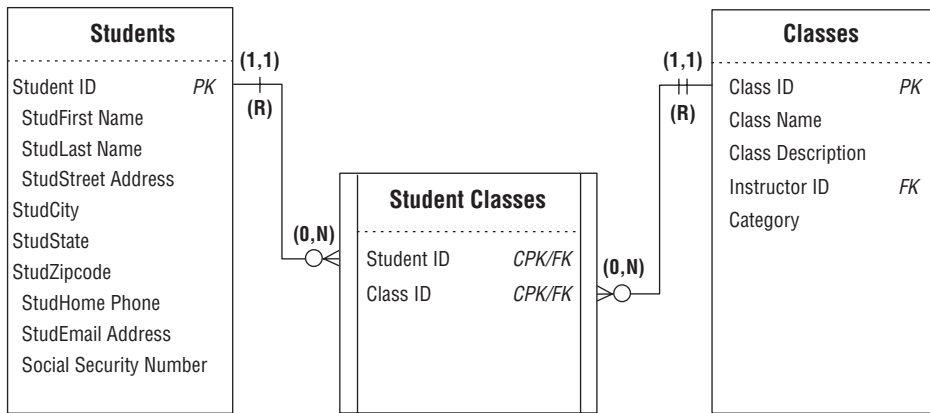 Students
Student ID PK
StudFirst Name
StudLast Name
StudStreet Address
StudCity
StudState
StudZipcode
StudHome Phone
StudEmail Address
Social Security Number
(1,1)
(R)
(0,N)
Student Classes
Student ID CPK/FK
Class ID CPK/FK
(0,N)
(1,1)
(R)
Classes
Class ID PK
Class Name
Class Description
Instructor ID FK
Category